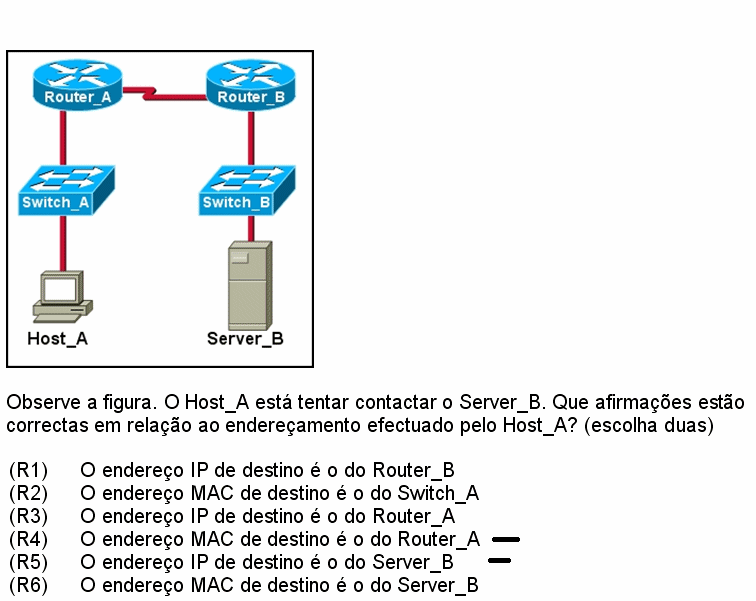 Router_A
Router_B
Switch_A
Switch_B
Host_A
Server_B
Observe a figura. O Host_A está tentar contactar o Server_B. Que afirmações estão
correctas em relação ao endereçamento efectuado pelo Host_A? (escolha duas)
(R1) O endereço IP de destino é o do Router_B
(R2) O endereço MAC de destino é o do Switch_A
(R3) O endereço IP de destino é o do Router_A
(R4) O endereço MAC de destino é o do Router_A
(R5) O endereço IP de destino é o do Server_B
(R6) O endereço MAC de destino é o do Server_B